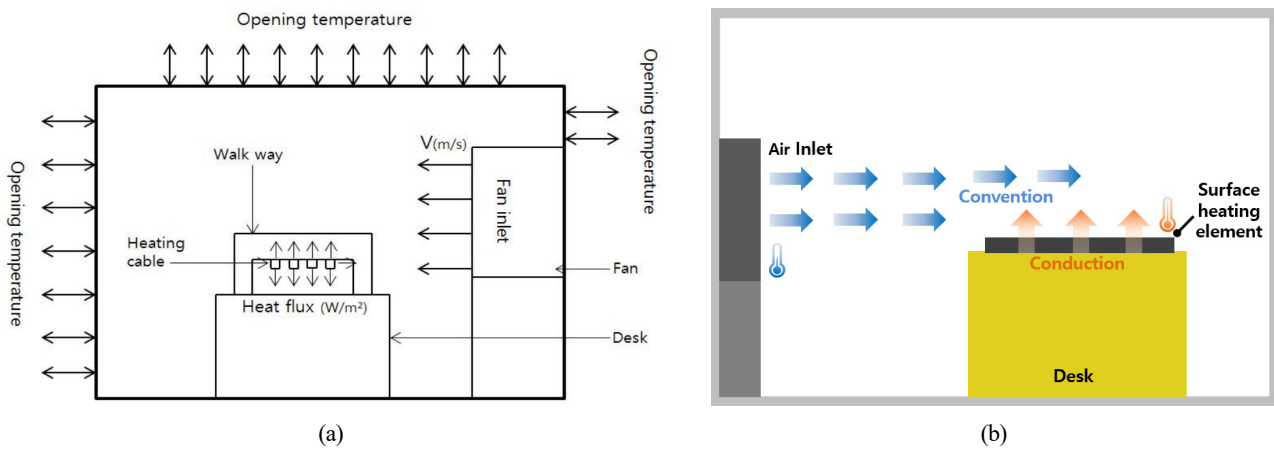 Opening temperature
Opening temperature
Opening temperature
V(m/s)
Walk way
Fan inlet
Heating
cable
Fan
Heat flux (W/m²)
Desk
(a)
Air Inlet
Convention
Surface
heating
element
Conduction
Desk
(b)